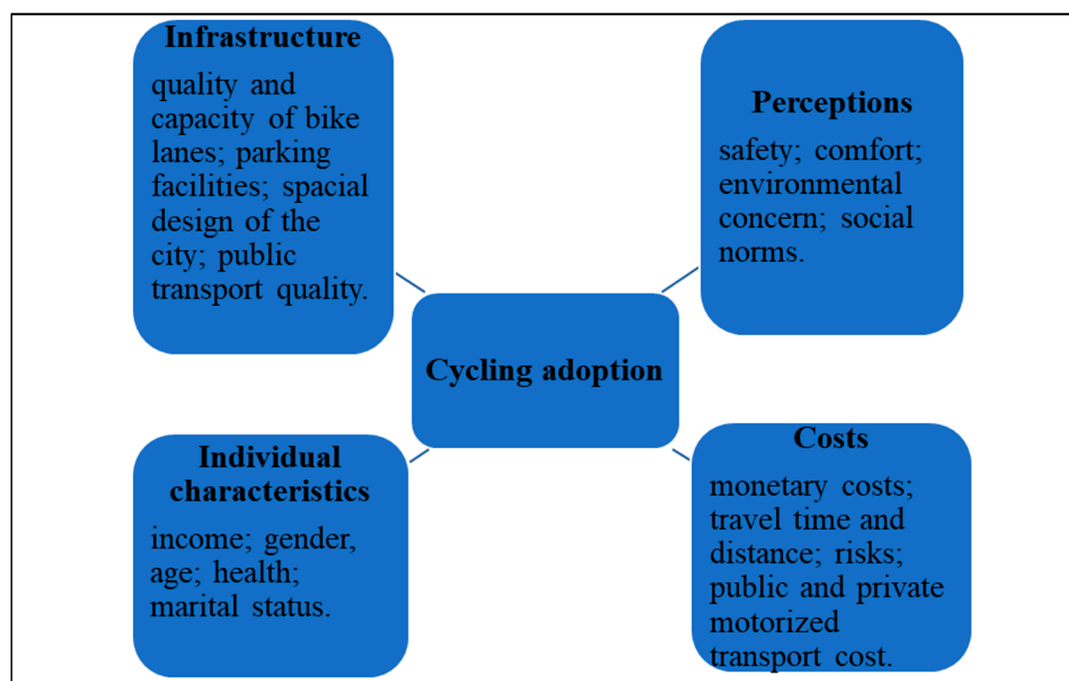 Infrastructure
quality and
capacity of bike
lanes; parking
facilities; spacial
design of the
city; public
transport quality.
Perceptions
safety; comfort;
environmental
concern; social
norms.
Cycling adoption
Individual
characteristics
income; gender,
age; health;
marital status.
Costs
monetary costs;
travel time and
distance; risks;
public and private
motorized
transport cost.